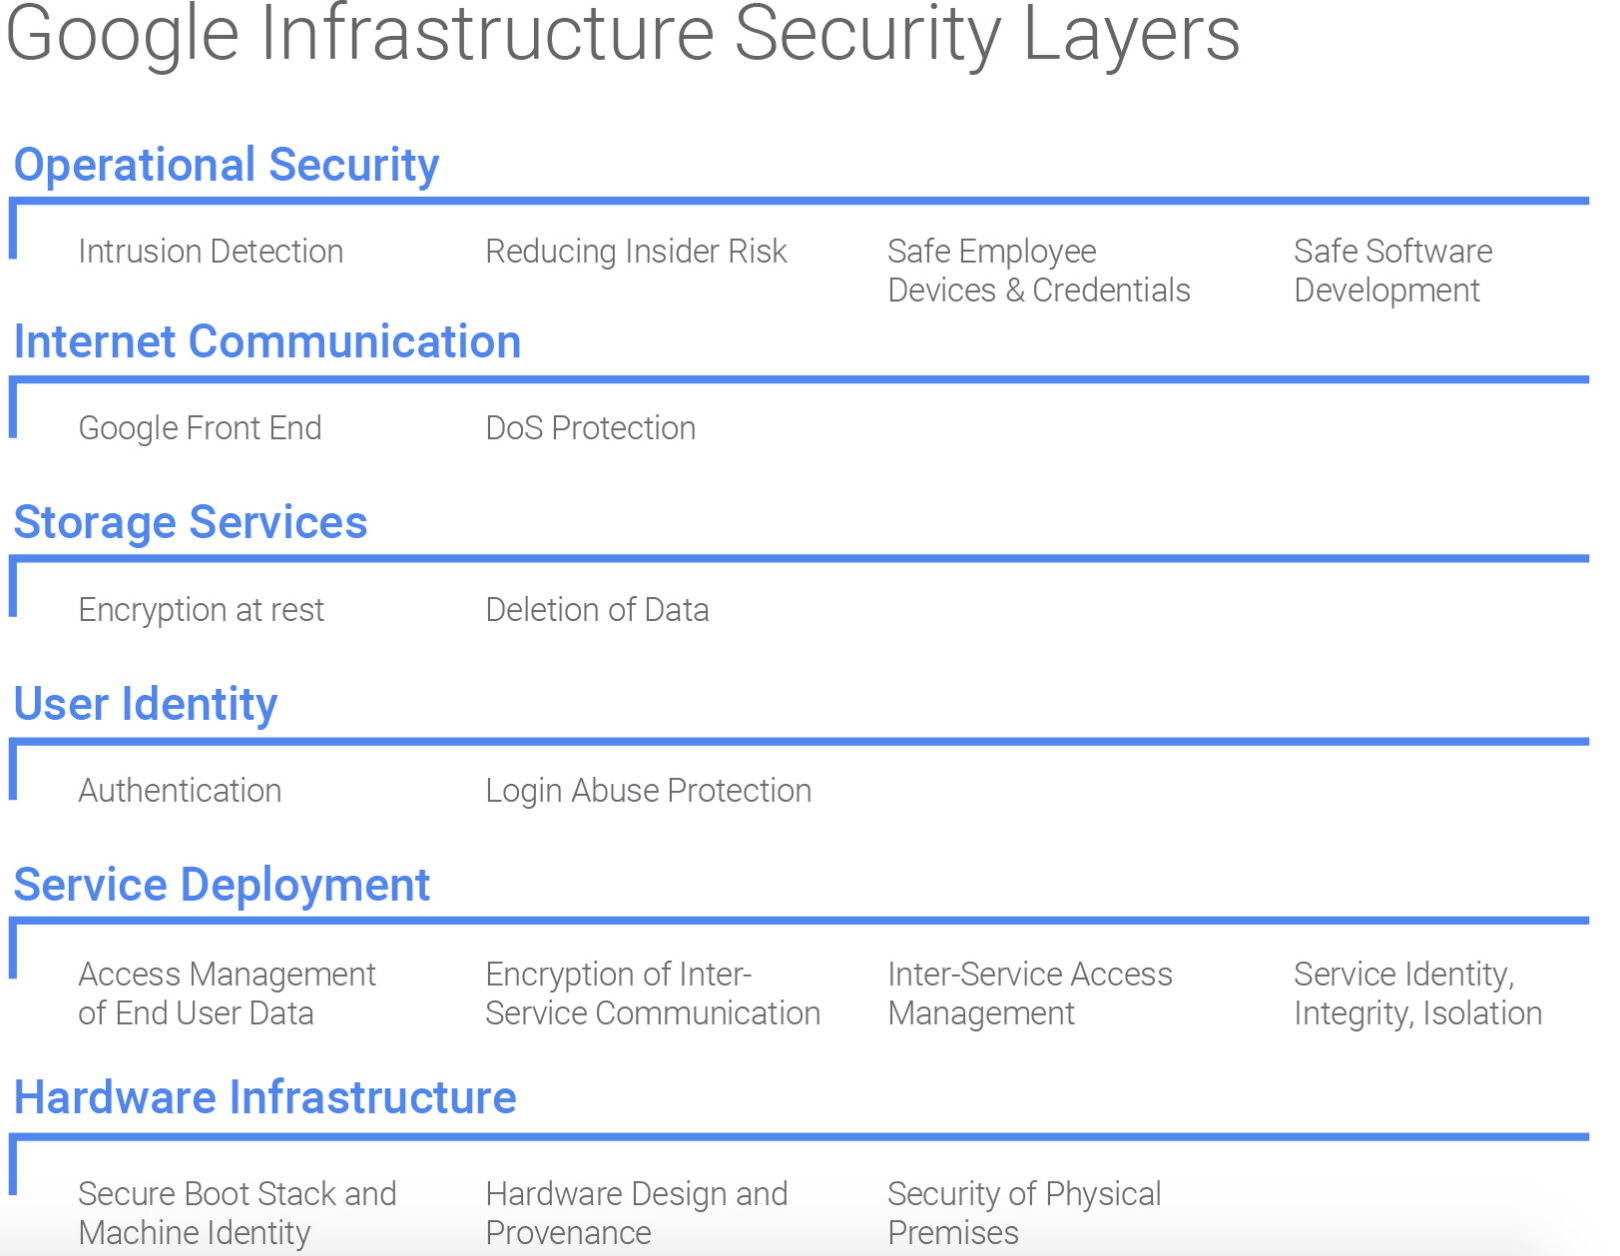 Google Infrastructure Security Layers
Operational Security
Intrusion Detection
Reducing Insider Risk
Safe Employee
Devices & Credentials
Safe Software
Development
Internet Communication
Google Front End
DoS Protection
Storage Services
Encryption at rest
Deletion of Data
User Identity
Authentication
Login Abuse Protection
Service Deployment
Access Management
of End User Data
Encryption of Inter-
Service Communication
Inter-Service Access
Management
Service Identity,
Integrity, Isolation
Hardware Infrastructure
Secure Boot Stack and
Machine Identity
Hardware Design and
Provenance
Security of Physical
Premises